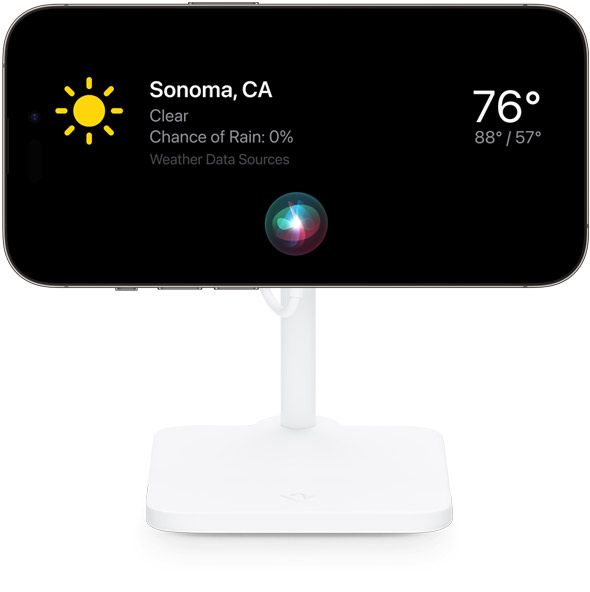 Sonoma, CA
Clear
Chance of Rain: 0%
Weather Data Sources
76°
88° / 57°